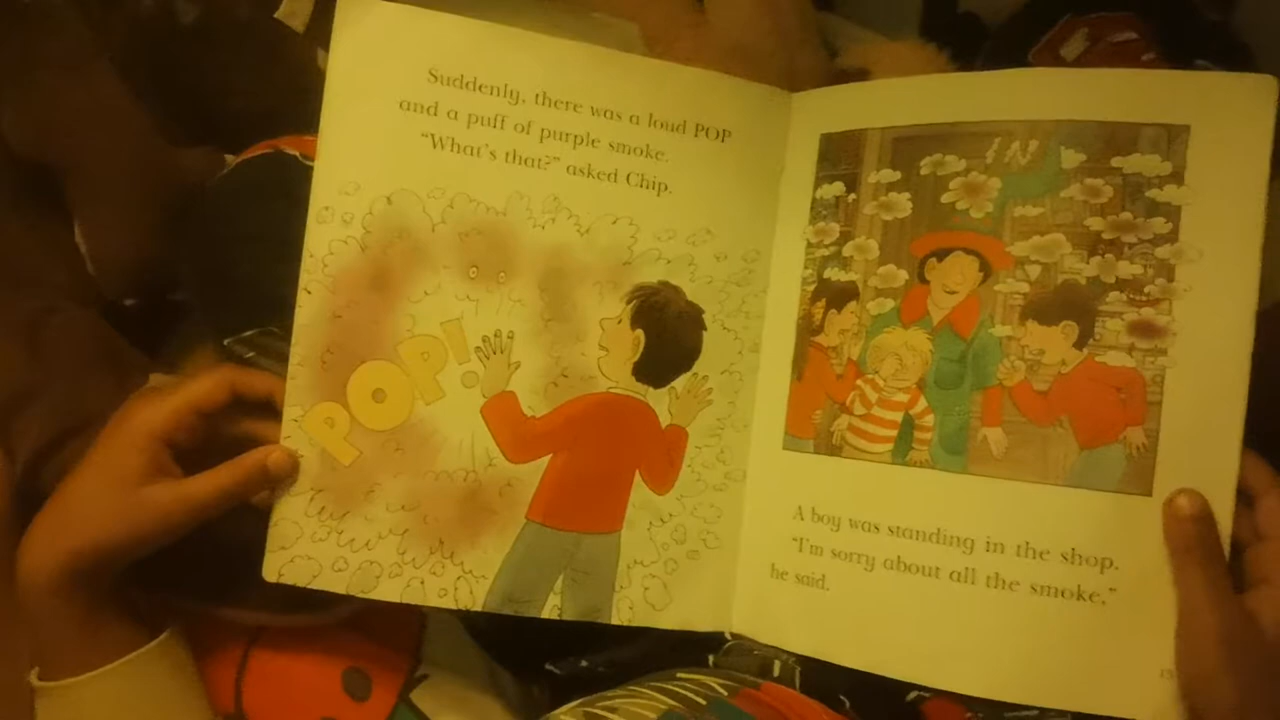 Suddenly, there was a loud POP
and a puff of purple smoke.
"What's that?" asked Chip.
POP!
IN
A boy was standing in the shop.
"I'm sorry about all the smoke,"
he said.